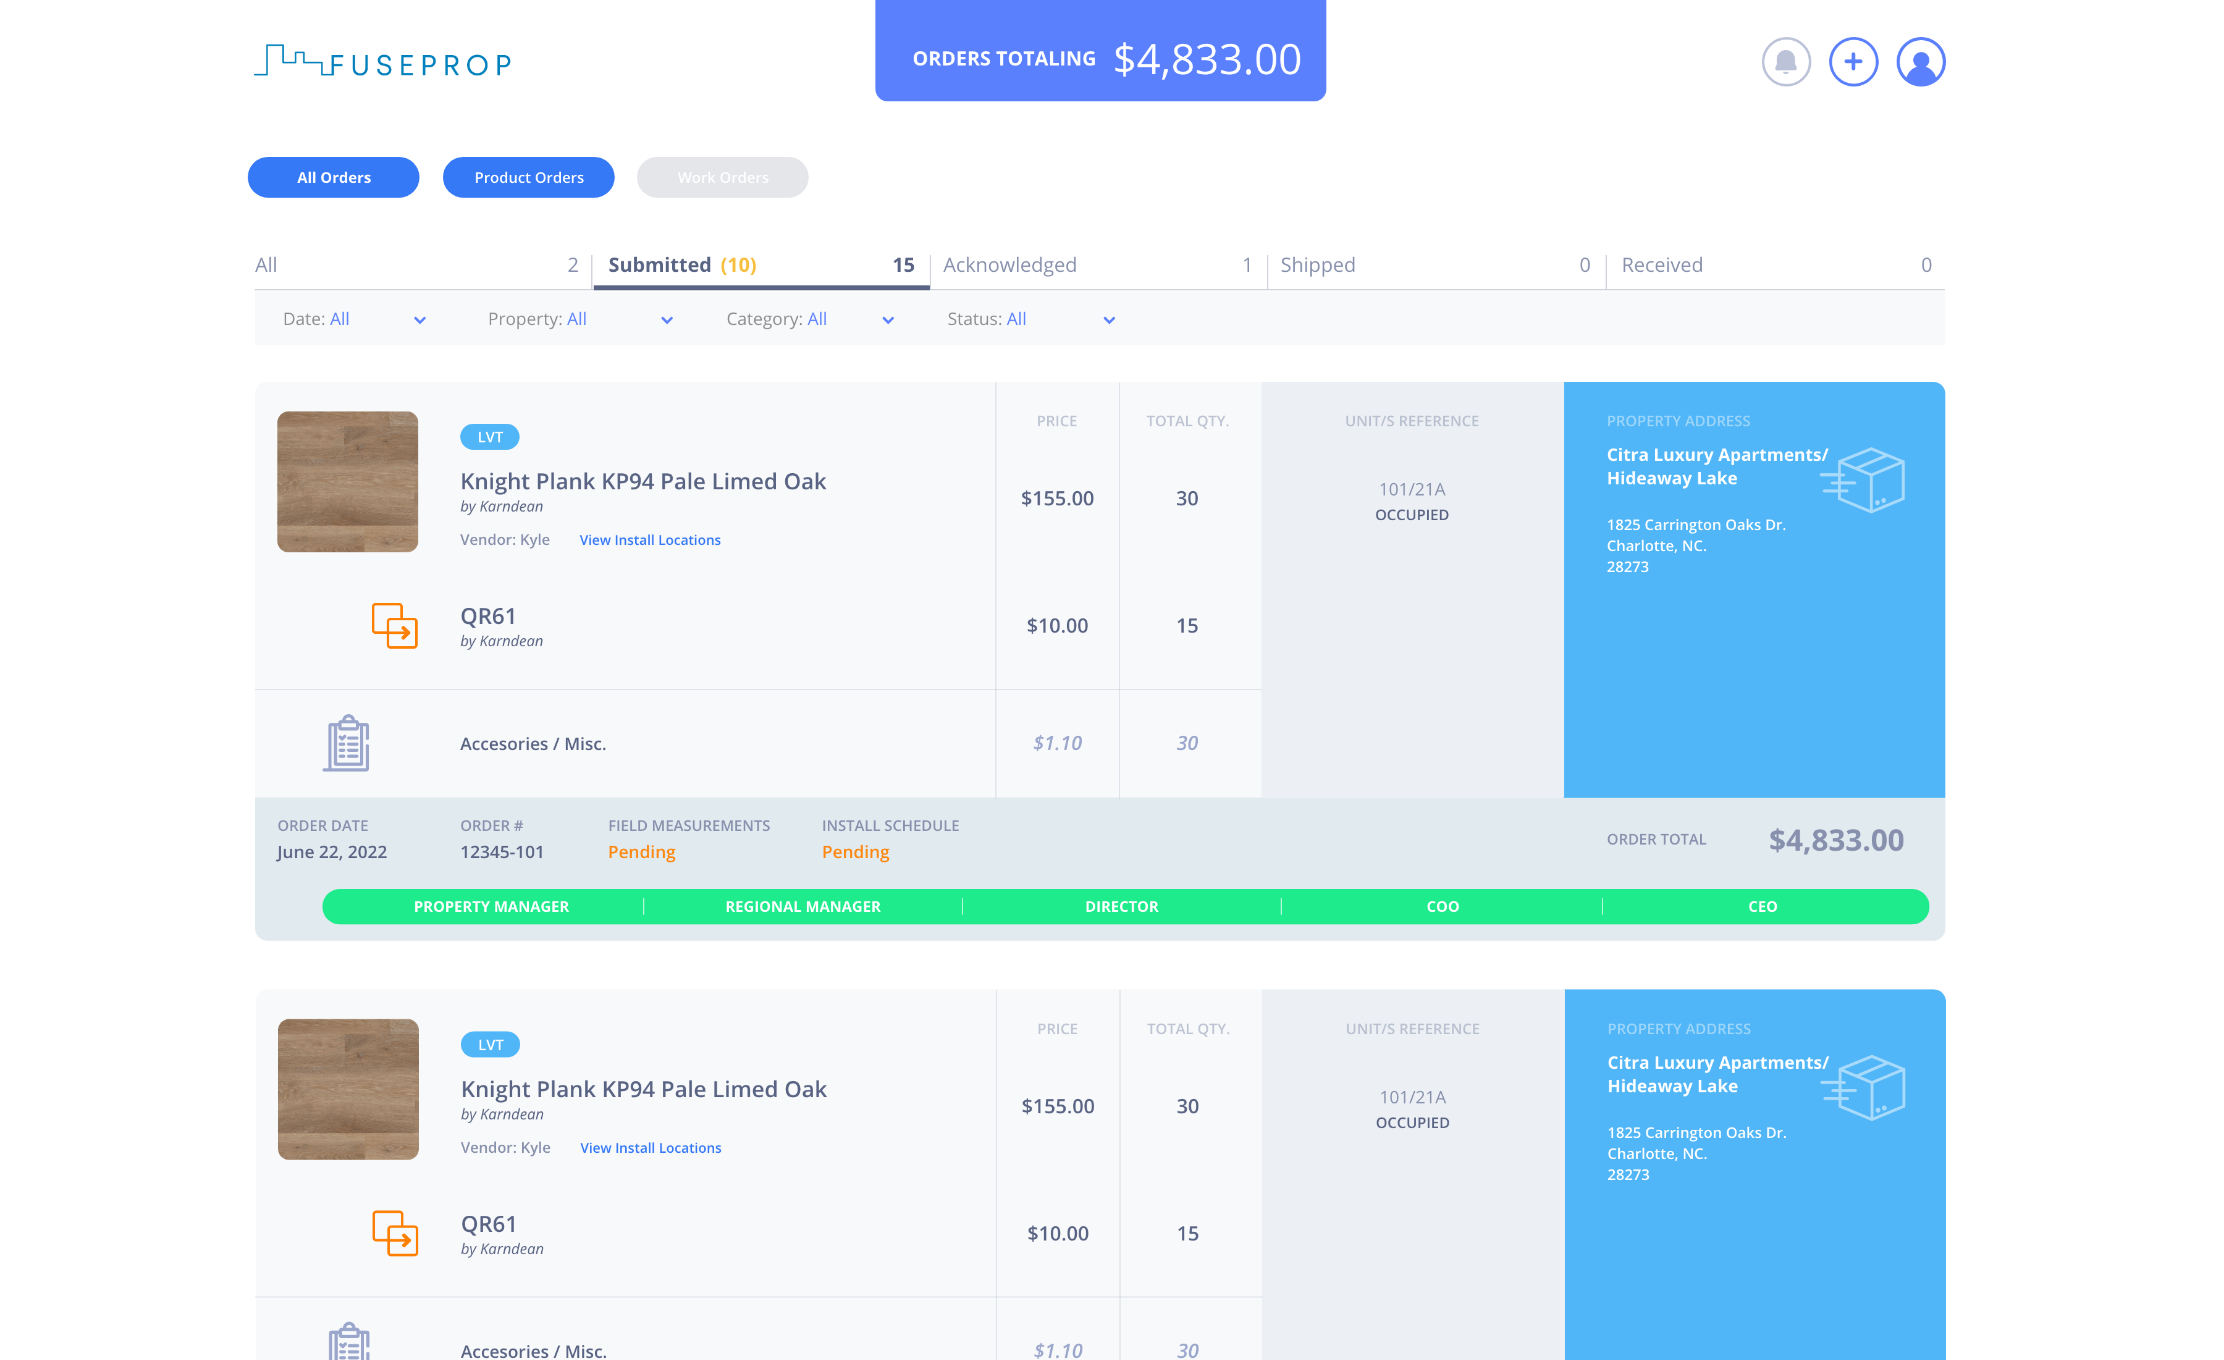 FUSEPROP
ORDERS TOTALING $4,833.00
All Orders Product Orders Work Orders
All 2 Submitted (10) 15 Acknowledged 1 Shipped 0 Received 0
Date: All Property: All Category: All Status: All
PRICE TOTAL QTY. UNIT/S REFERENCE PROPERTY ADDRESS
LVT
Citra Luxury Apartments/
Hideaway Lake
Knight Plank KP94 Pale Limed Oak
by Karndean
$155.00 30
101/21A
OCCUPIED
Vendor: Kyle View Install Locations
1825 Carrington Oaks Dr.
Charlotte, NC.
28273
QR61
by Karndean
$10.00 15
Accesories / Misc. $1.10 30
ORDER DATE ORDER # FIELD MEASUREMENTS INSTALL SCHEDULE
June 22, 2022 12345-101 Pending Pending
ORDER TOTAL $4,833.00
PROPERTY MANAGER REGIONAL MANAGER DIRECTOR COO CEO
PRICE TOTAL QTY. UNIT/S REFERENCE PROPERTY ADDRESS
LVT
Citra Luxury Apartments/
Hideaway Lake
Knight Plank KP94 Pale Limed Oak
by Karndean
$155.00 30
101/21A
OCCUPIED
Vendor: Kyle View Install Locations
1825 Carrington Oaks Dr.
Charlotte, NC.
28273
QR61
by Karndean
$10.00 15
Accesories / Misc. $1.10 30